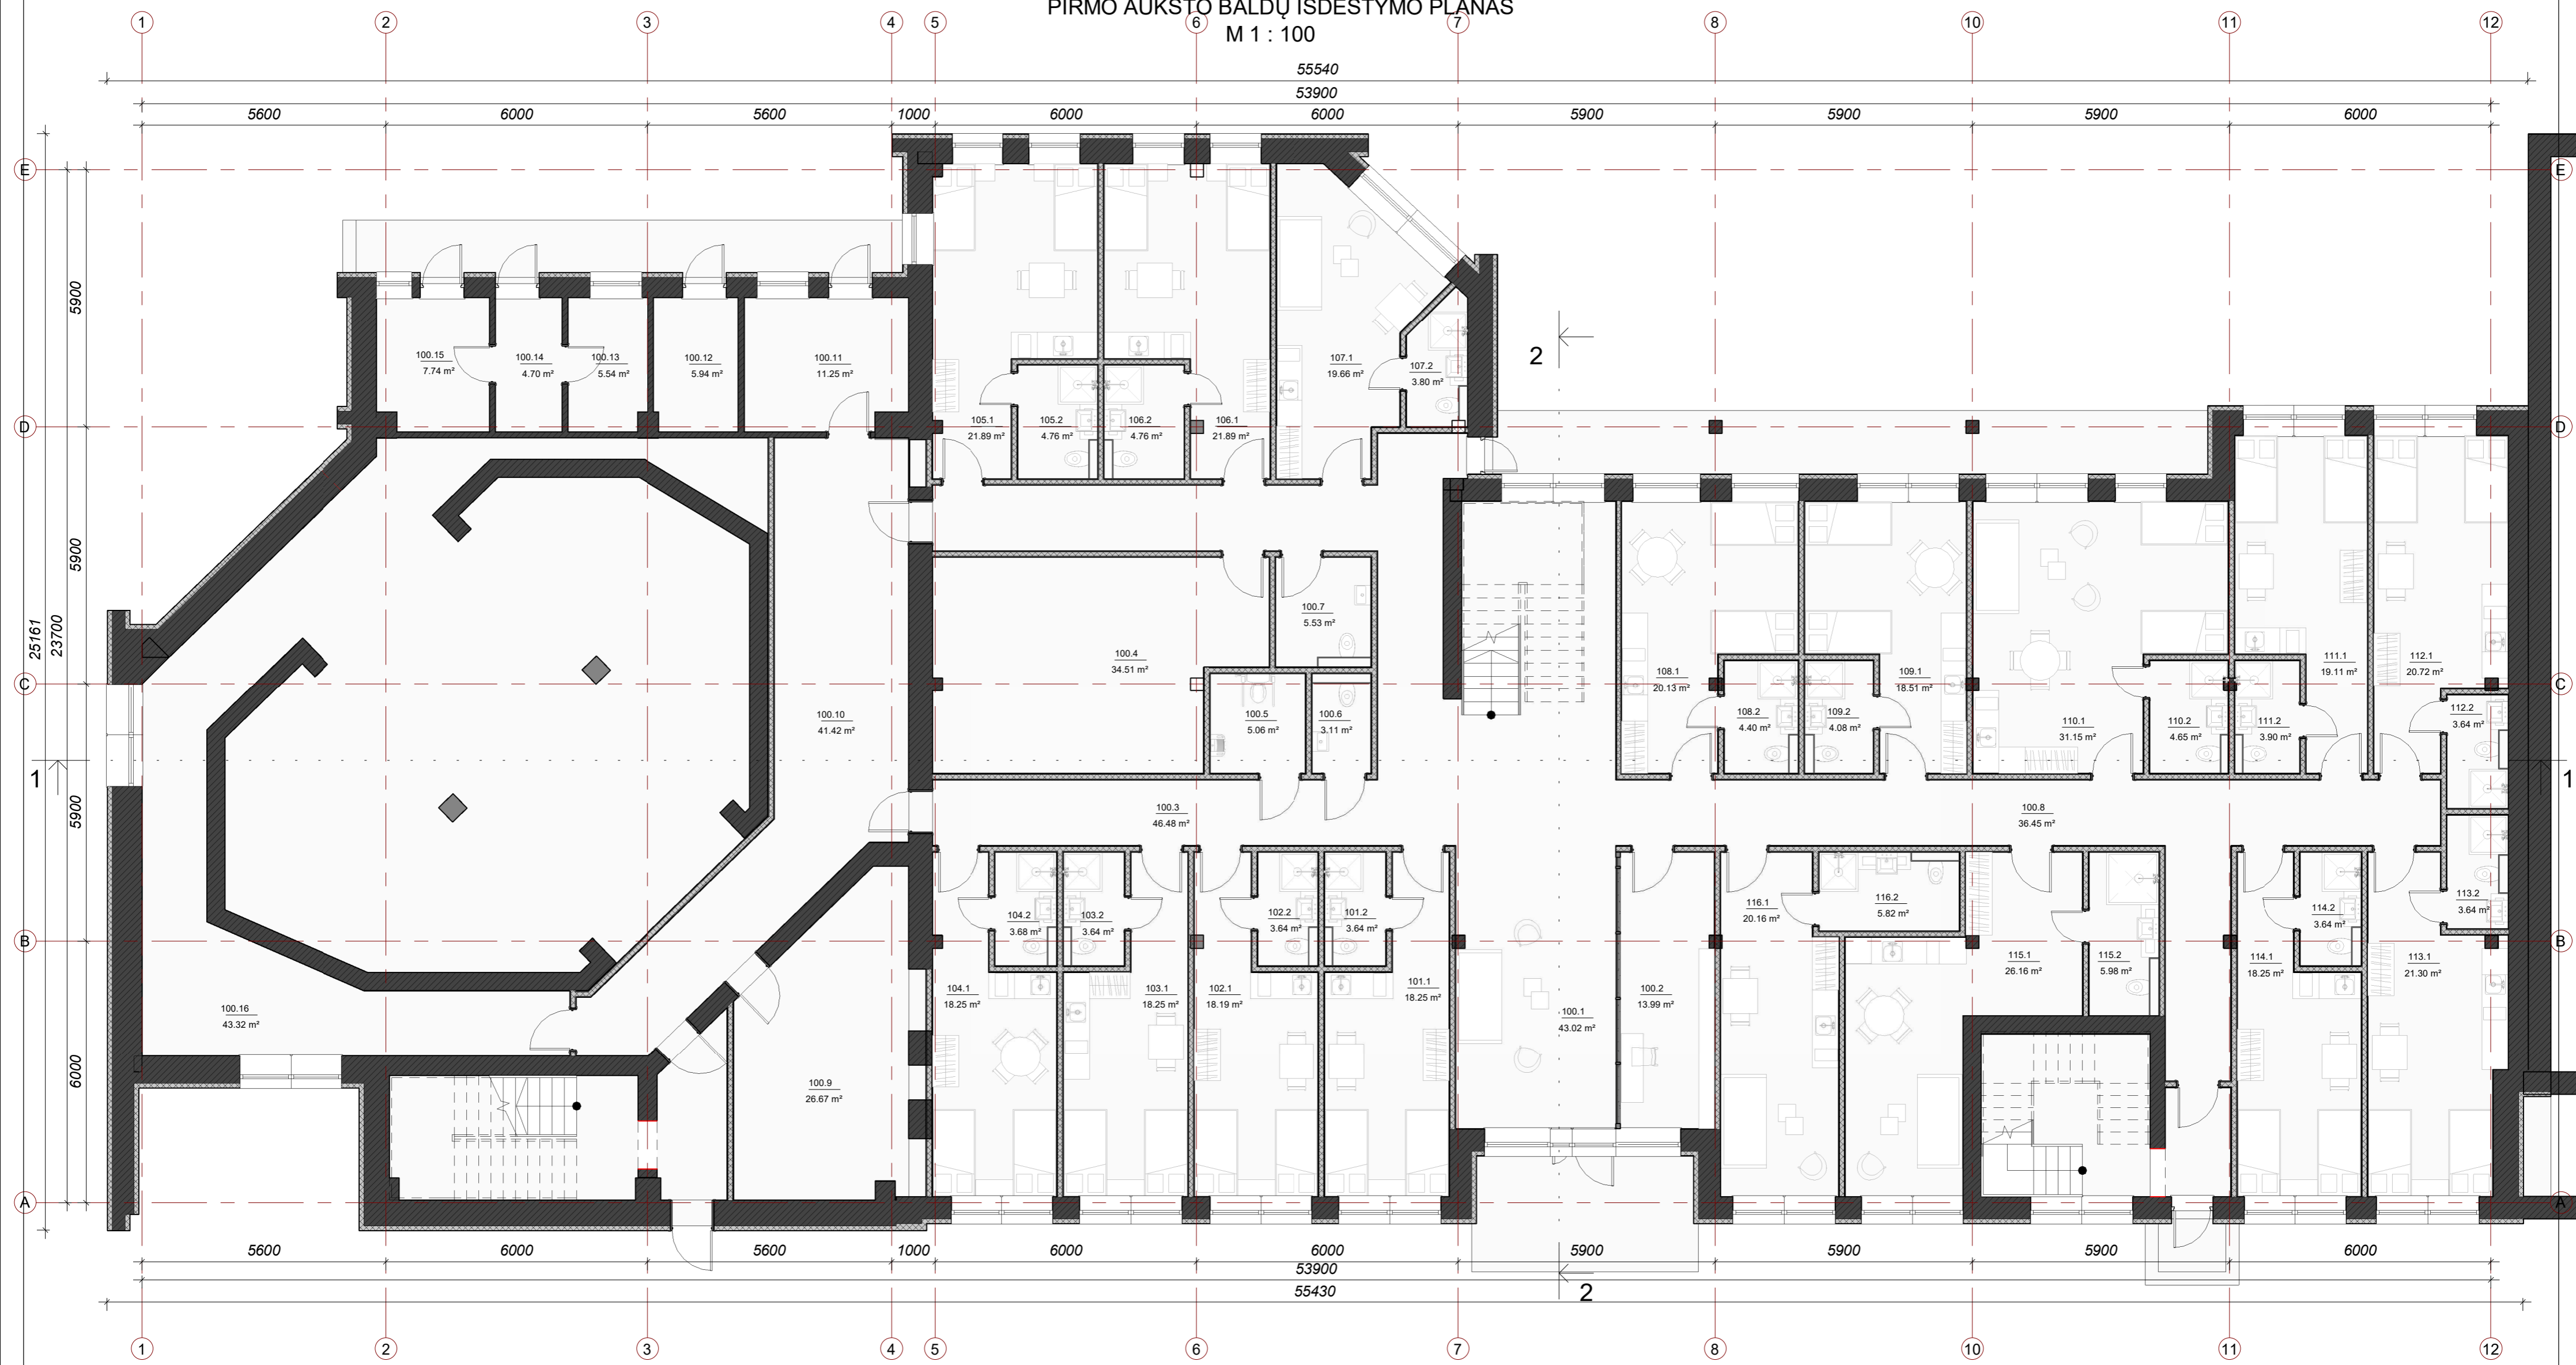 PIRMO AUKŠTO BALDŲ IŠDĖSTYMO PLANAS
M 1 : 100
1 2 3 4 5 6 7 8 10 11 12
55540
53900
5600 6000 5600 1000 6000 6000 5900 5900 5900 6000
E E
5900
100.15
7.74 m²
100.14
4.70 m²
100.13
5.54 m²
100.12
5.94 m²
100.11
11.25 m²
107.1
19.66 m²
107.2
3.80 m²
2
105.1
21.89 m²
105.2
4.76 m²
106.2
4.76 m²
106.1
21.89 m²
D D
5900
25161
23700
100.7
5.53 m²
100.4
34.51 m²
C C
108.1
20.13 m²
109.1
18.51 m²
111.1
19.11 m²
112.1
20.72 m²
100.10
41.42 m²
100.5
5.06 m²
100.6
3.11 m²
108.2
4.40 m²
109.2
4.08 m²
110.1
31.15 m²
110.2
4.65 m²
111.2
3.90 m²
112.2
3.64 m²
1 1
5900
100.3
46.48 m²
100.8
36.45 m²
104.2
3.68 m²
103.2
3.64 m²
102.2
3.64 m²
101.2
3.64 m²
116.1
20.16 m²
116.2
5.82 m²
114.2
3.64 m²
113.2
3.64 m²
B B
104.1
18.25 m²
103.1
18.25 m²
102.1
18.19 m²
101.1
18.25 m²
100.2
13.99 m²
115.1
26.16 m²
115.2
5.98 m²
114.1
18.25 m²
113.1
21.30 m²
100.16
43.32 m²
100.1
43.02 m²
6000
100.9
26.67 m²
A A
5600 6000 5600 1000 6000 6000 5900 5900 5900 6000
53900
55430
2
1 2 3 4 5 6 7 8 10 11 12